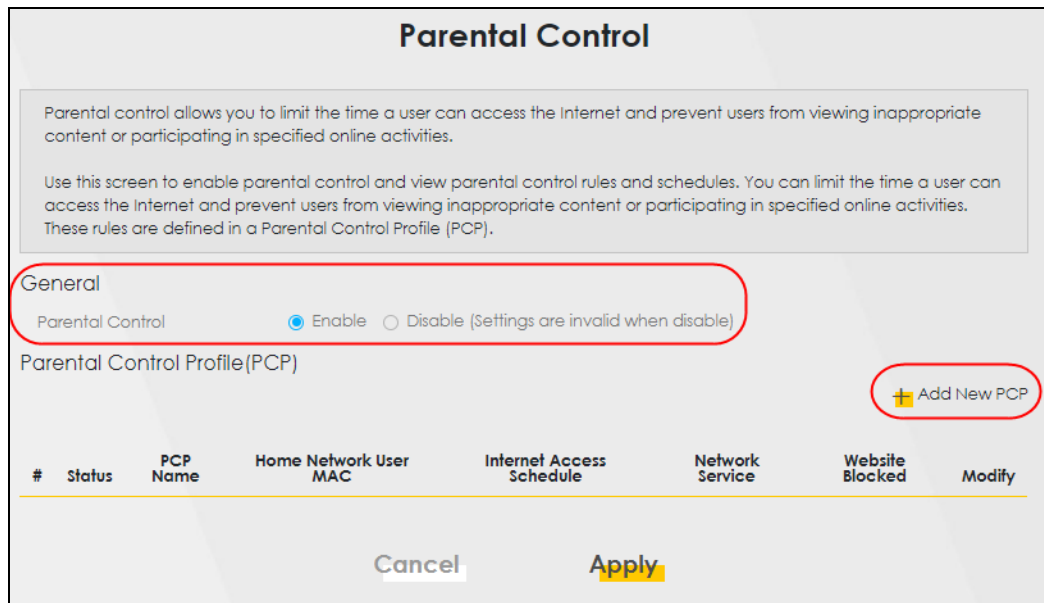 Parental Control
Parental control allows you to limit the time a user can access the Internet and prevent users from viewing inappropriate
content or participating in specified online activities.
Use this screen to enable parental control and view parental control rules and schedules. You can limit the time a user can
access the Internet and prevent users from viewing inappropriate content or participating in specified online activities.
These rules are defined in a Parental Control Profile (PCP).
General
Parental Control Enable Disable (Settings are invalid when disable)
Parental Control Profile(PCP)
+ Add New PCP
# Status PCP Name Home Network User MAC Internet Access Schedule Network Service Website Blocked Modify
Cancel Apply